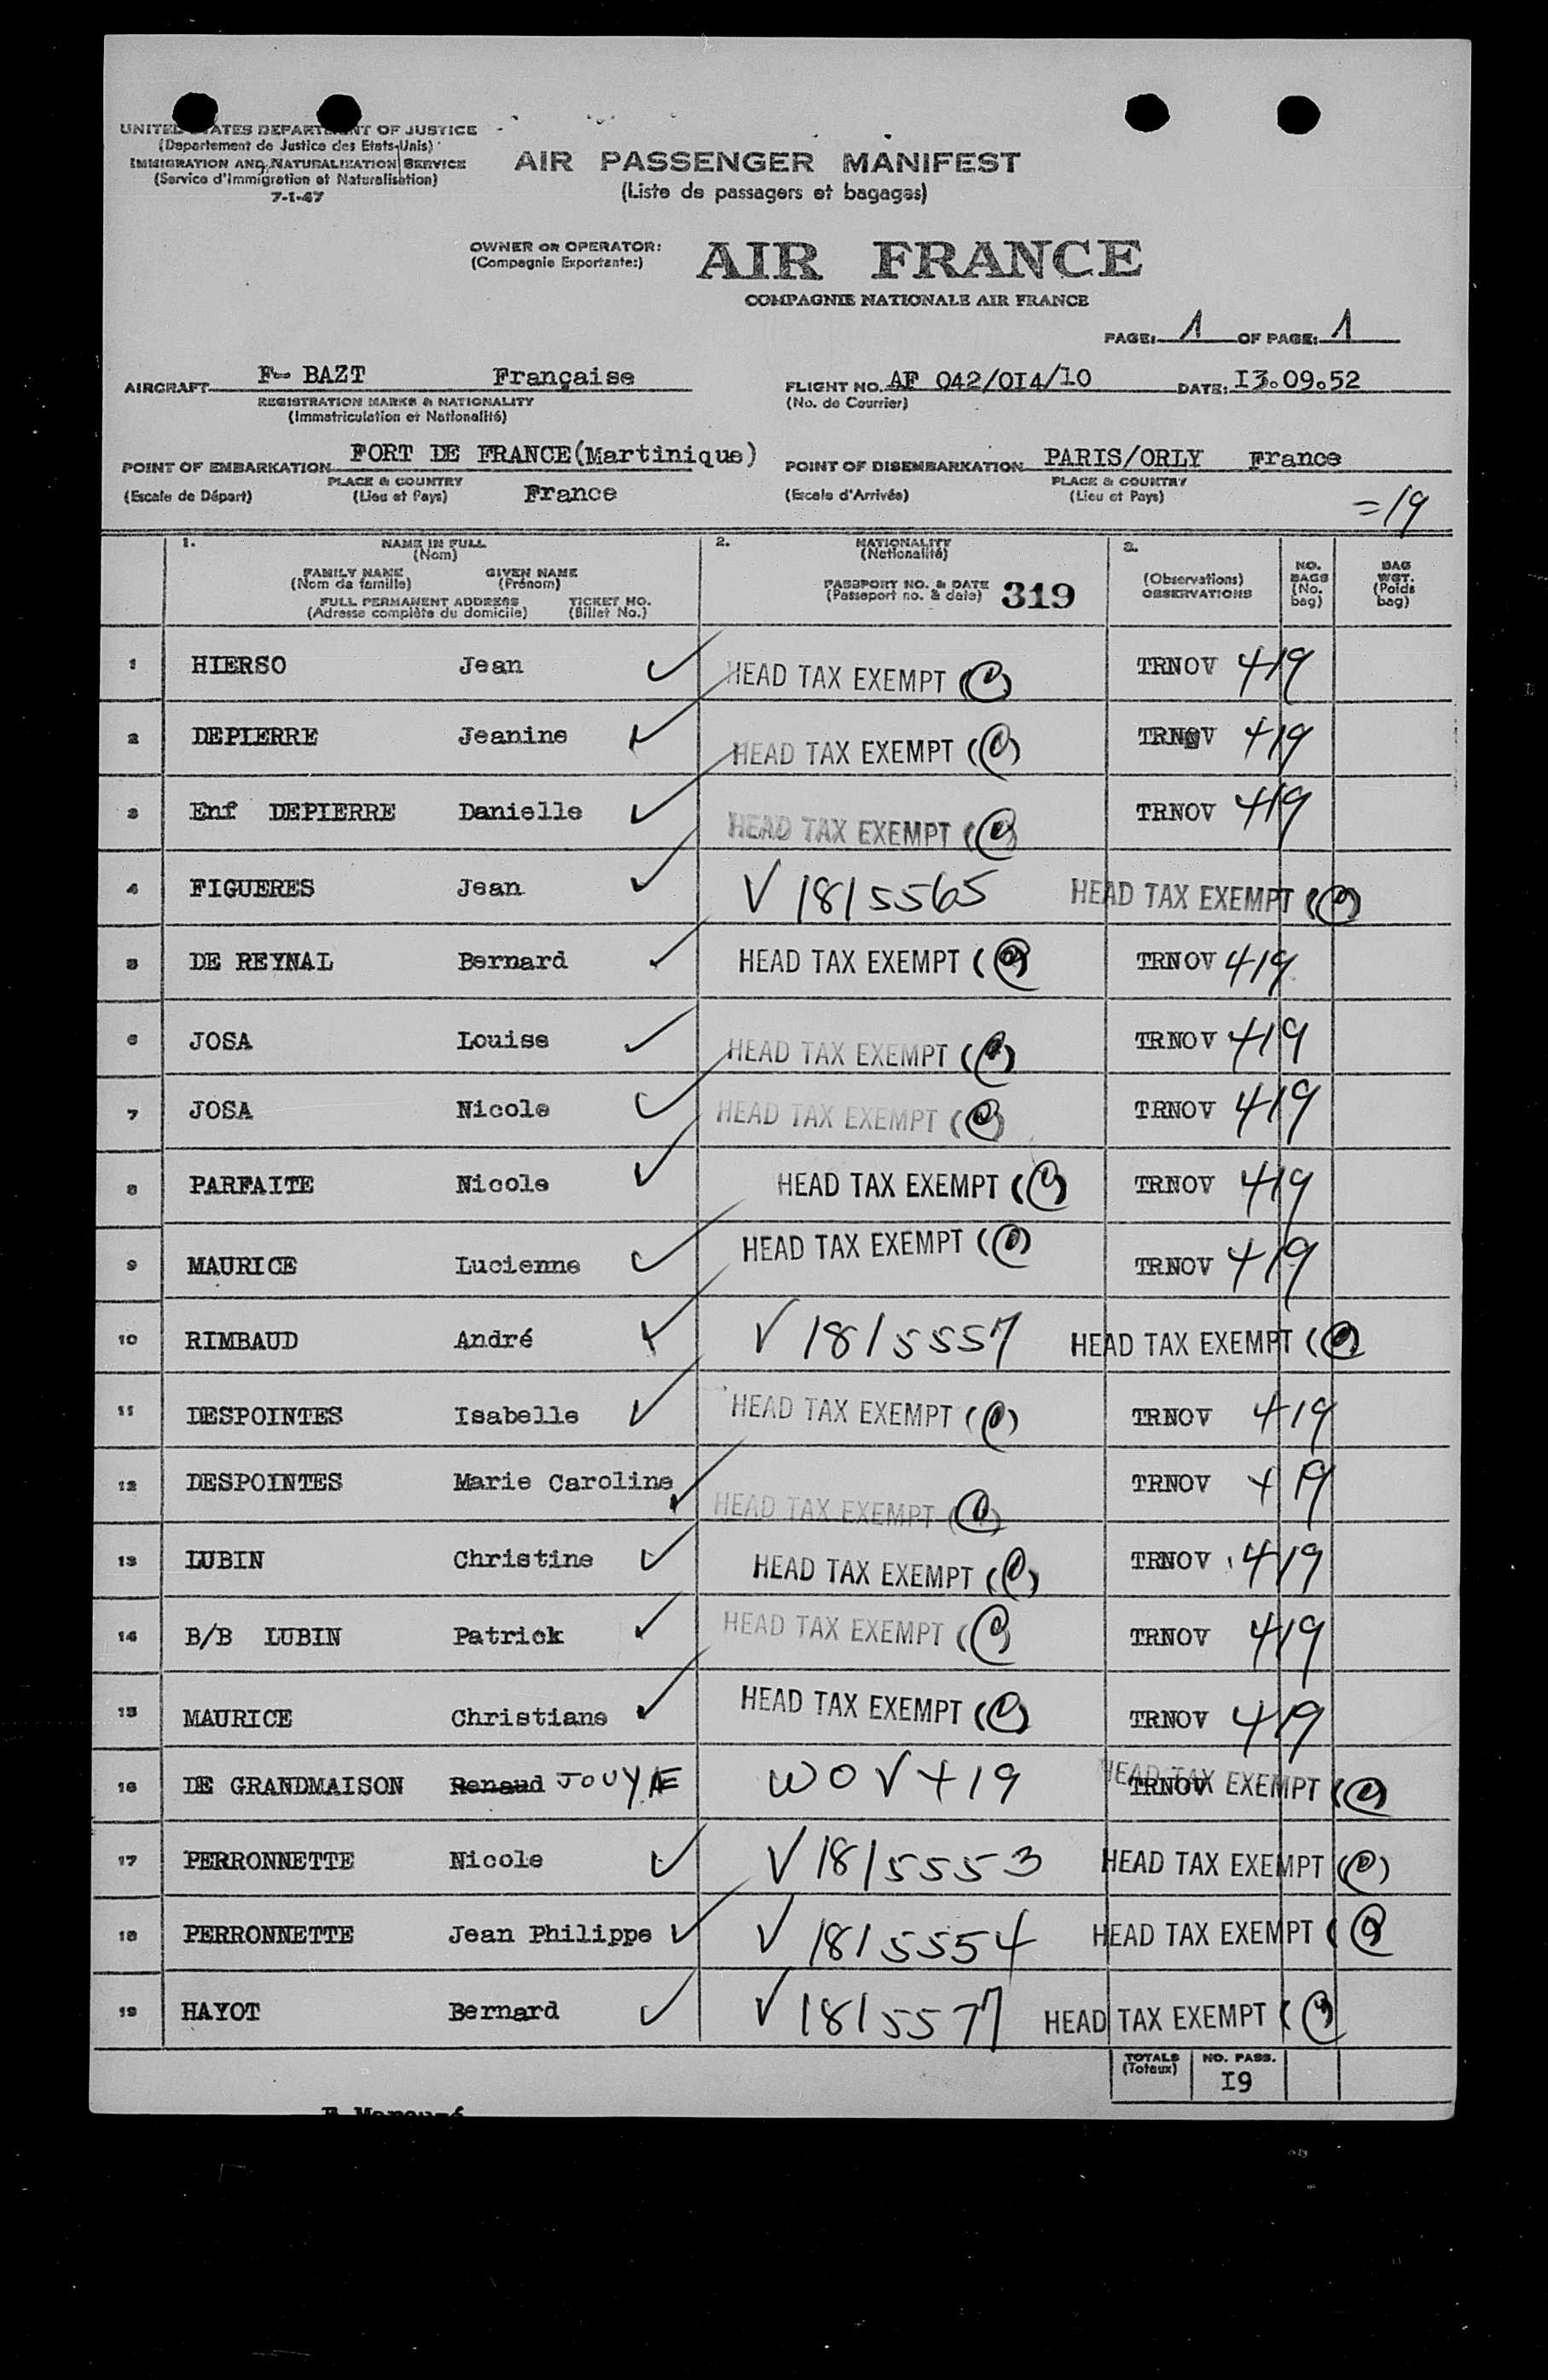 UNITED STATES DEPARTMENT OF JUSTICE
(Departement de Justice des Etats-Unis)
IMMIGRATION AND NATURALIZATION SERVICE
(Service d'Immigration et Naturalisation)
7-1-47
AIR PASSENGER MANIFEST
(Liste de passagers et bagages)
OWNER OR OPERATOR:
(Compagnie Exportante:)
AIR FRANCE
COMPAGNIE NATIONALE AIR FRANCE
PAGE: 1 OF PAGE: 1
AIRCRAFT F- BAZT Française
REGISTRATION MARKS & NATIONALITY
(Immatriculation et Nationalité)
FLIGHT NO. AF 042/0I4/10 DATE: I3.09.52
(No. de Courrier)
POINT OF EMBARKATION FORT DE FRANCE(Martinique)
PLACE & COUNTRY
(Escale de Départ) (Lieu et Pays) France
POINT OF DISEMBARKATION PARIS/ORLY France
PLACE & COUNTRY
(Escale d'Arrivée) (Lieu et Pays)
=19
1. NAME IN FULL
(Nom)
FAMILY NAME GIVEN NAME
(Nom de famille) (Prénom)
FULL PERMANENT ADDRESS TICKET NO.
(Adresse complète du domicile) (Billet No.)
2. NATIONALITY
(Nationalité)
PASSPORT NO. & DATE
(Passeport no. & date) 319
3.
(Observations)
OBSERVATIONS
NO. BAGS (No. bag)
BAG WGT. (Poids bag)
1 HIERSO Jean ✓ HEAD TAX EXEMPT TRNOV 419
2 DEPIERRE Jeanine ✓ HEAD TAX EXEMPT TRNOV 419
3 Enf DEPIERRE Danielle ✓ HEAD TAX EXEMPT TRNOV 419
4 FIGUERES Jean ✓ V 1815565 HEAD TAX EXEMPT
5 DE REYNAL Bernard ✓ HEAD TAX EXEMPT TRNOV 419
6 JOSA Louise ✓ HEAD TAX EXEMPT TRNOV 419
7 JOSA Nicole ✓ HEAD TAX EXEMPT TRNOV 419
8 PARFAITE Nicole ✓ HEAD TAX EXEMPT TRNOV 419
9 MAURICE Lucienne ✓ HEAD TAX EXEMPT TRNOV 419
10 RIMBAUD André ✓ V 1815557 HEAD TAX EXEMPT
11 DESPOINTES Isabelle ✓ HEAD TAX EXEMPT TRNOV 419
12 DESPOINTES Marie Caroline ✓ HEAD TAX EXEMPT TRNOV 419
13 LUBIN Christine ✓ HEAD TAX EXEMPT TRNOV 419
14 B/B LUBIN Patrick ✓ HEAD TAX EXEMPT TRNOV 419
15 MAURICE Christiane ✓ HEAD TAX EXEMPT TRNOV 419
16 DE GRANDMAISON Renaud JOUYAE WOV 419 TRNOV HEAD TAX EXEMPT
17 PERRONNETTE Nicole ✓ V 1815553 HEAD TAX EXEMPT
18 PERRONNETTE Jean Philippe ✓ V 1815554 HEAD TAX EXEMPT
19 HAYOT Bernard ✓ V 1815577 HEAD TAX EXEMPT
TOTALS
(Totaux)
NO. PASS.
I9